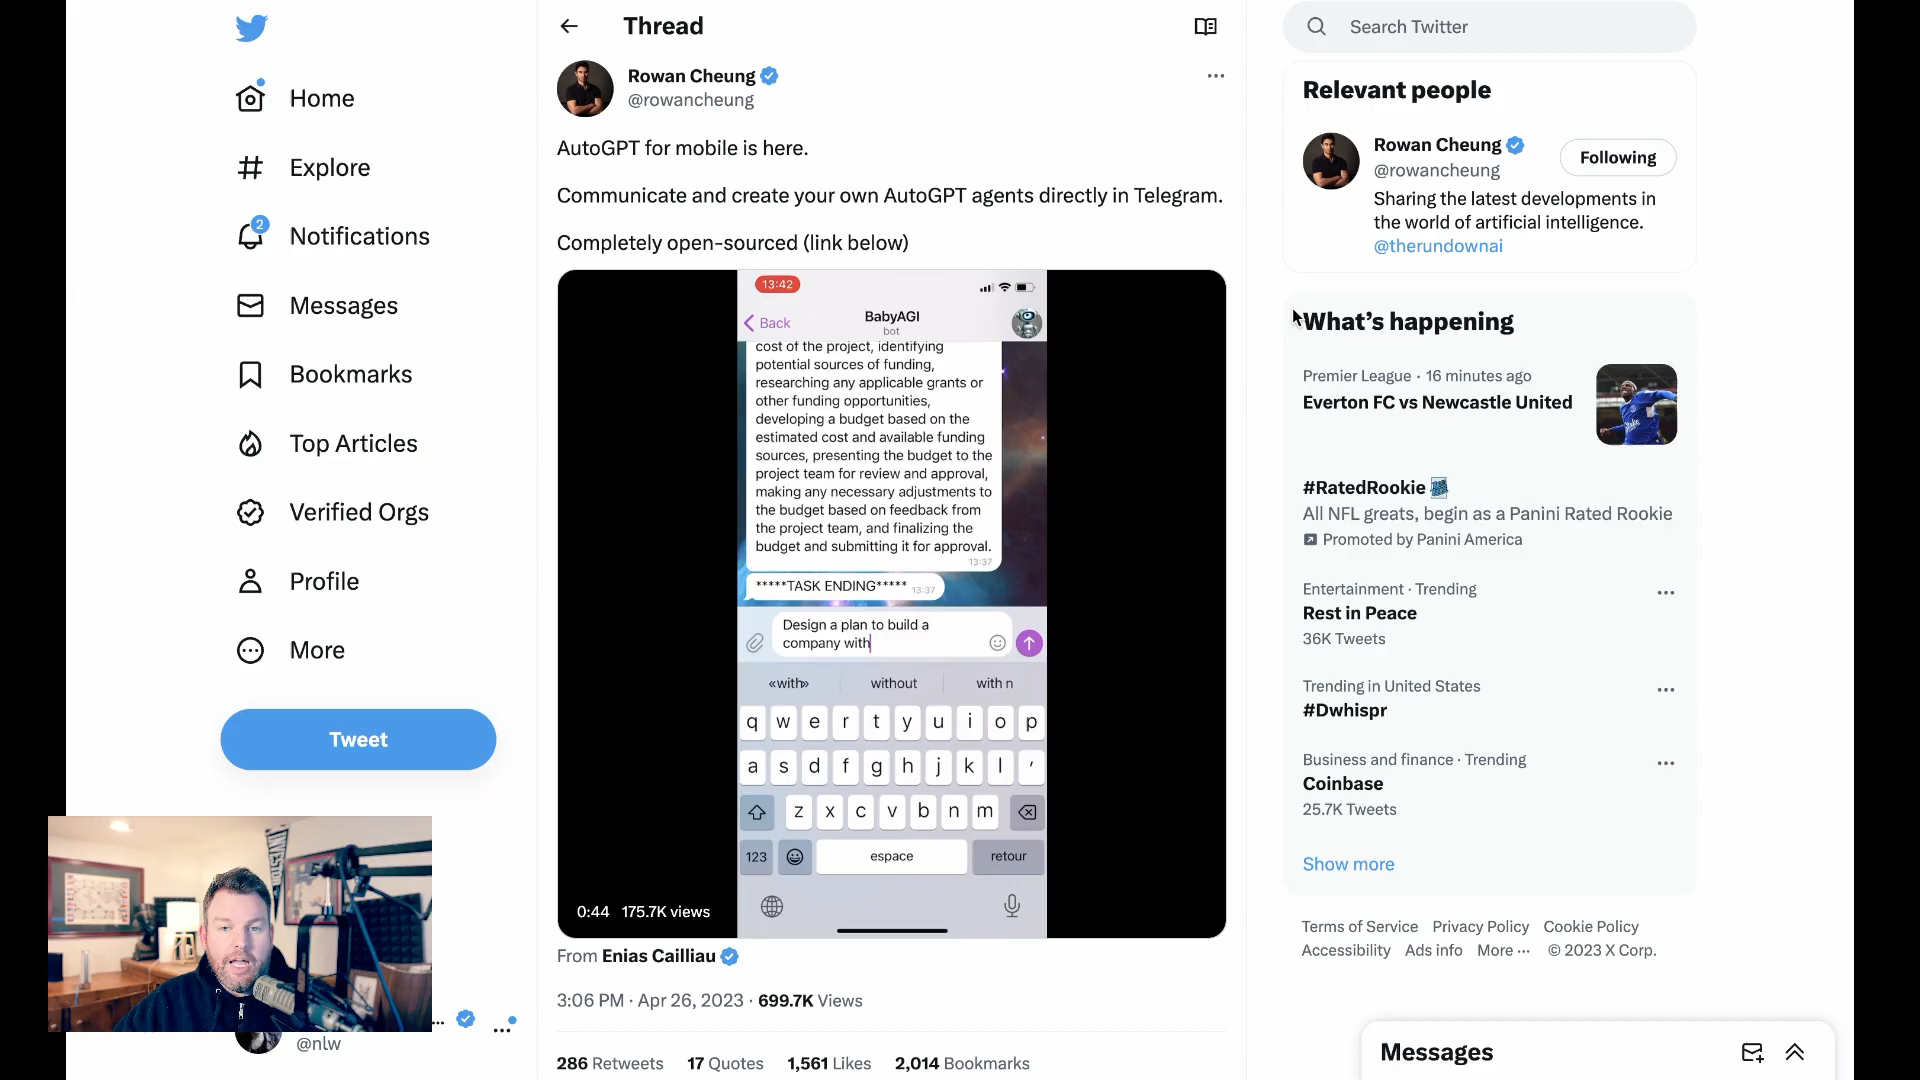 Home
Explore
2
Notifications
Messages
Bookmarks
Top Articles
Verified Orgs
Profile
More
Tweet
@nlw
Thread
Rowan Cheung
@rowancheung
AutoGPT for mobile is here.
Communicate and create your own AutoGPT agents directly in Telegram.
Completely open-sourced (link below)
13:42
Back
BabyAGI
bot
cost of the project, identifying
potential sources of funding,
researching any applicable grants or
other funding opportunities,
developing a budget based on the
estimated cost and available funding
sources, presenting the budget to the
project team for review and approval,
making any necessary adjustments to
the budget based on feedback from
the project team, and finalizing the
budget and submitting it for approval.
13:37
*****TASK ENDING***** 13:37
Design a plan to build a
company with
«with» without with n
q w e r t y u i o p
a s d f g h j k l ′
z x c v b n m
123 espace retour
0:44 175.7K views
From Enias Cailliau
3:06 PM · Apr 26, 2023 · 699.7K Views
286 Retweets 17 Quotes 1,561 Likes 2,014 Bookmarks
Search Twitter
Relevant people
Rowan Cheung
@rowancheung
Following
Sharing the latest developments in
the world of artificial intelligence.
@therundownai
What's happening
Premier League · 16 minutes ago
Everton FC vs Newcastle United
#RatedRookie
All NFL greats, begin as a Panini Rated Rookie
Promoted by Panini America
Entertainment · Trending
Rest in Peace
36K Tweets
Trending in United States
#Dwhispr
Business and finance · Trending
Coinbase
25.7K Tweets
Show more
Terms of Service Privacy Policy Cookie Policy
Accessibility Ads info More ··· © 2023 X Corp.
Messages